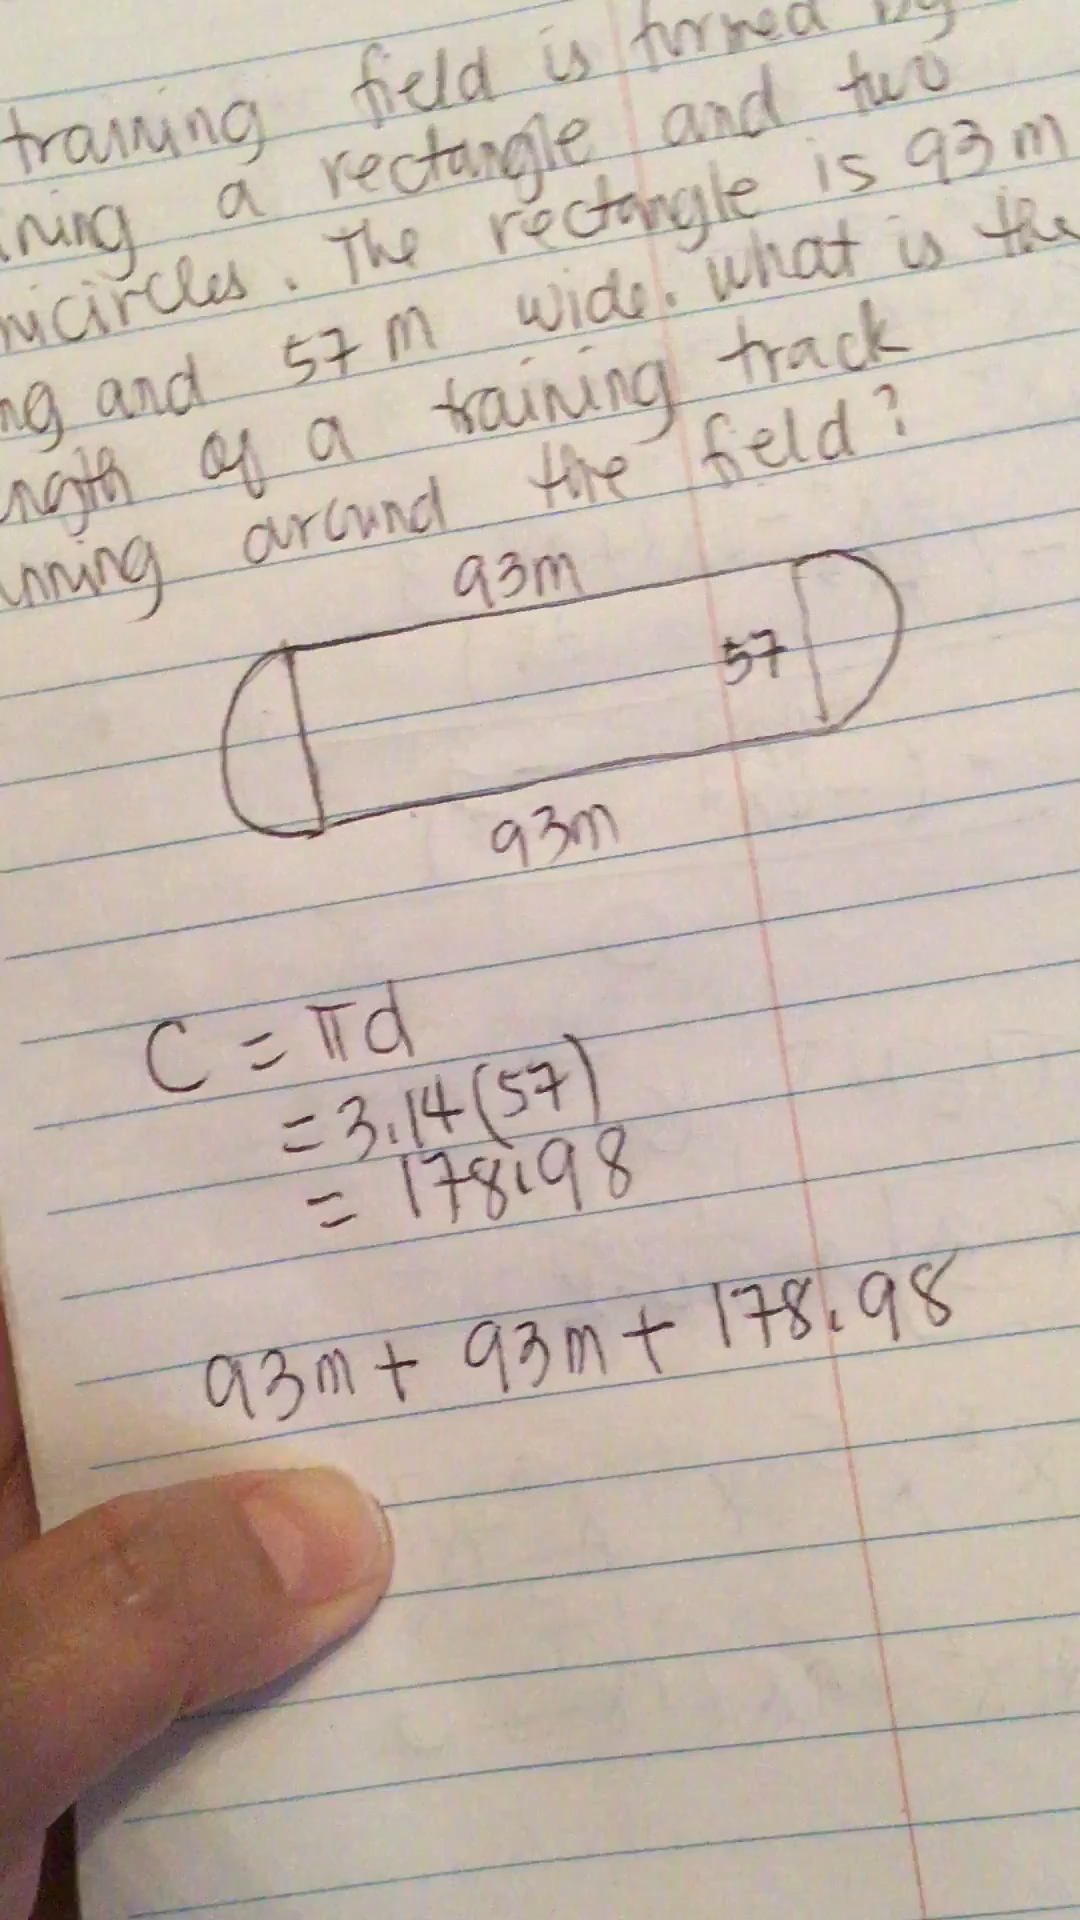 training field is formed by
ining a rectangle and two
micircles. The rectangle is 93 m
ng and 57 m wide. what is the
ngth of a training track
nning around the field?
93m
57
93m
C = πd
= 3.14(57)
= 178.98
93m + 93m + 178.98